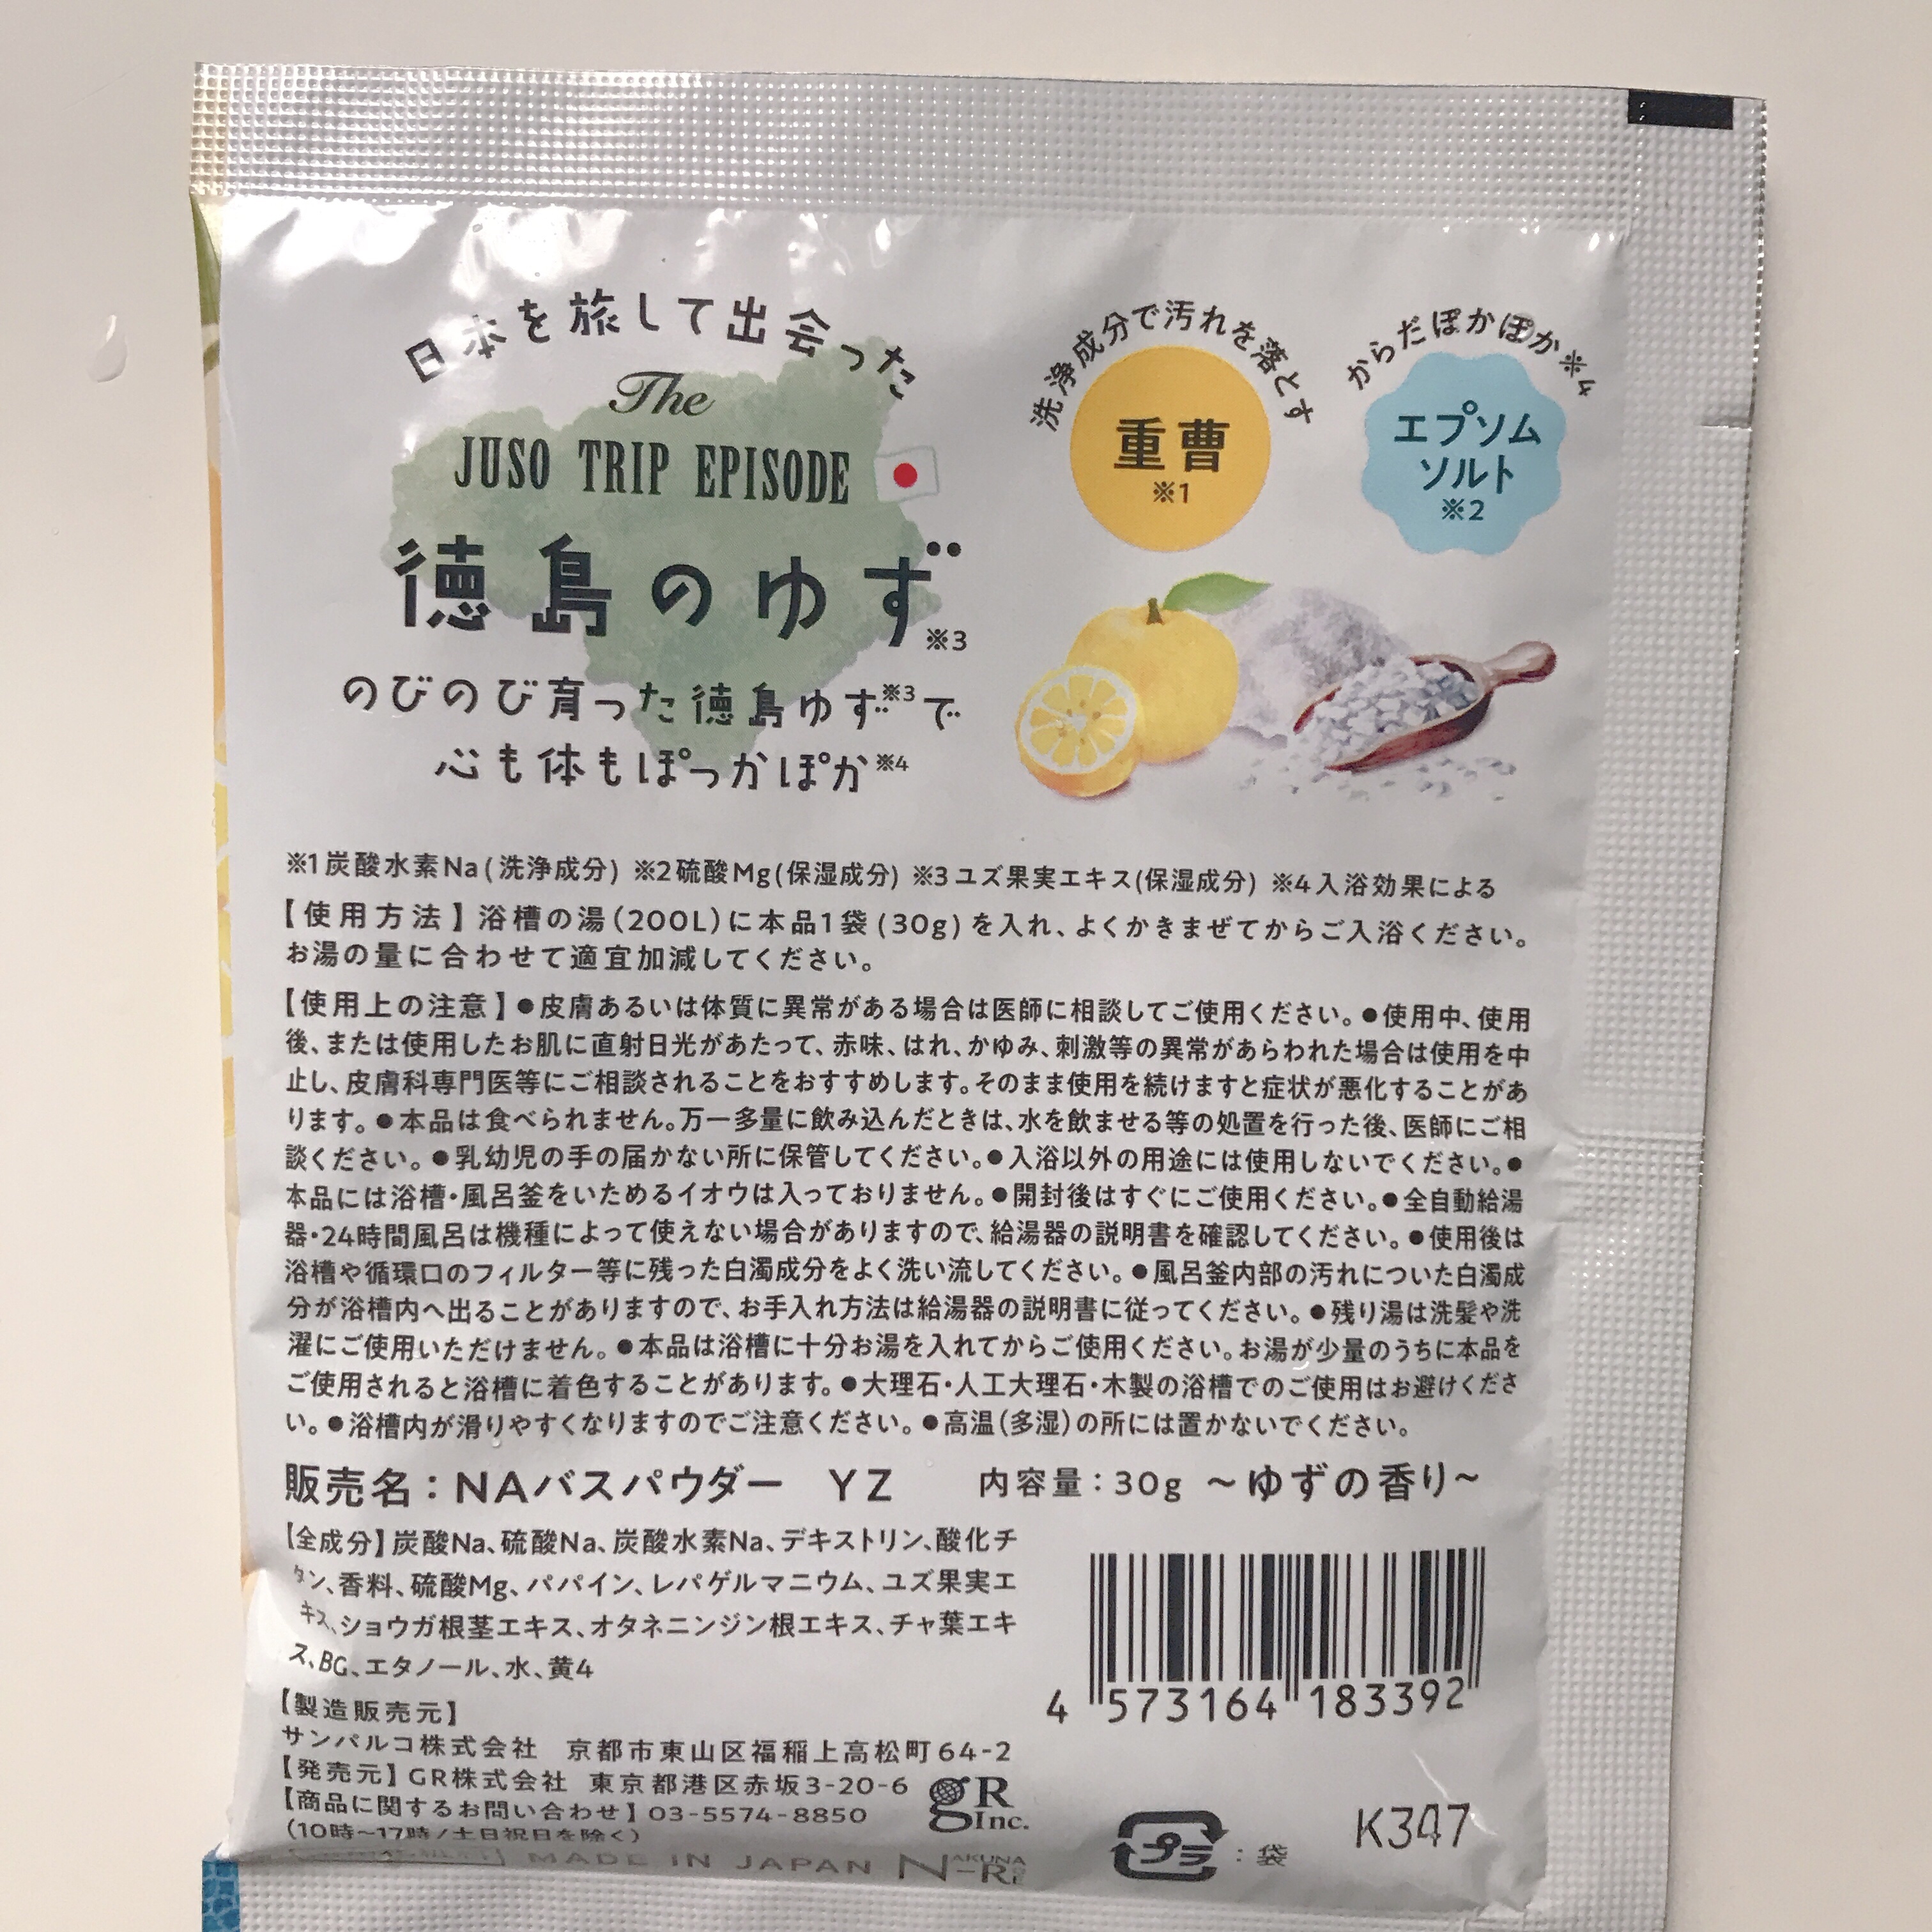 日本を旅して出会った
The
JUSO TRIP EPISODE
徳島のゆず※3
のびのび育った徳島ゆず※3で
心も体もぽっかぽか※4
洗浄成分で汚れを落とす
重曹
※1
からだぽかぽか※4
エプソム
ソルト
※2
※1炭酸水素Na(洗浄成分) ※2硫酸Mg(保湿成分) ※3ユズ果実エキス(保湿成分) ※4入浴効果による
【使用方法】浴槽の湯(200L)に本品1袋(30g)を入れ、よくかきまぜてからご入浴ください。
お湯の量に合わせて適宜加減してください。
【使用上の注意】●皮膚あるいは体質に異常がある場合は医師に相談してご使用ください。●使用中、使用
後、または使用したお肌に直射日光があたって、赤味、はれ、かゆみ、刺激等の異常があらわれた場合は使用を中
止し、皮膚科専門医等にご相談されることをおすすめします。そのまま使用を続けますと症状が悪化することがあ
ります。●本品は食べられません。万一多量に飲み込んだときは、水を飲ませる等の処置を行った後、医師にご相
談ください。●乳幼児の手の届かない所に保管してください。●入浴以外の用途には使用しないでください。●
本品には浴槽・風呂釜をいためるイオウは入っておりません。●開封後はすぐにご使用ください。●全自動給湯
器・24時間風呂は機種によって使えない場合がありますので、給湯器の説明書を確認してください。●使用後は
浴槽や循環口のフィルター等に残った白濁成分をよく洗い流してください。●風呂釜内部の汚れについた白濁成
分が浴槽内へ出ることがありますので、お手入れ方法は給湯器の説明書に従ってください。●残り湯は洗髪や洗
濯にご使用いただけません。●本品は浴槽に十分お湯を入れてからご使用ください。お湯が少量のうちに本品を
ご使用されると浴槽に着色することがあります。●大理石・人工大理石・木製の浴槽でのご使用はお避けくださ
い。●浴槽内が滑りやすくなりますのでご注意ください。●高温(多湿)の所には置かないでください。
販売名：NAバスパウダー YZ 内容量：30g ～ゆずの香り～
【全成分】炭酸Na、硫酸Na、炭酸水素Na、デキストリン、酸化チ
タン、香料、硫酸Mg、パパイン、レパゲルマニウム、ユズ果実エ
キス、ショウガ根茎エキス、オタネニンジン根エキス、チャ葉エキ
ス、BG、エタノール、水、黄4
4 573164 183392
【製造販売元】
サンパルコ株式会社 京都市東山区福稲上高松町64-2
【発売元】GR株式会社 東京都港区赤坂3-20-6
【商品に関するお問い合わせ】03-5574-8850
(10時～17時/土日祝日を除く)
gR Inc.
MADE IN JAPAN
プラ：袋
K347